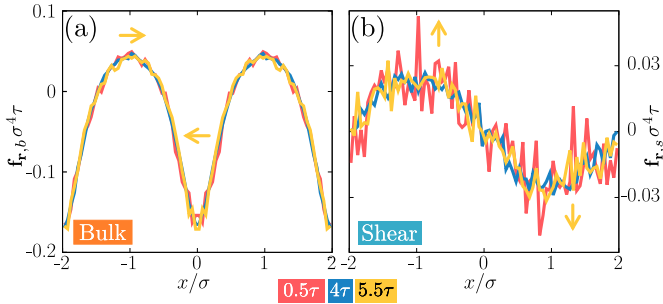 (a)
(b)
0.1
0
-0.1
-0.2
f_{r,b} σ^4 τ
Bulk
-2 -1 0 1 2
x/σ
0.03
0
-0.03
f_{r.s} σ^4 τ
Shear
-2 -1 0 1 2
x/σ
0.5τ 4τ 5.5τ